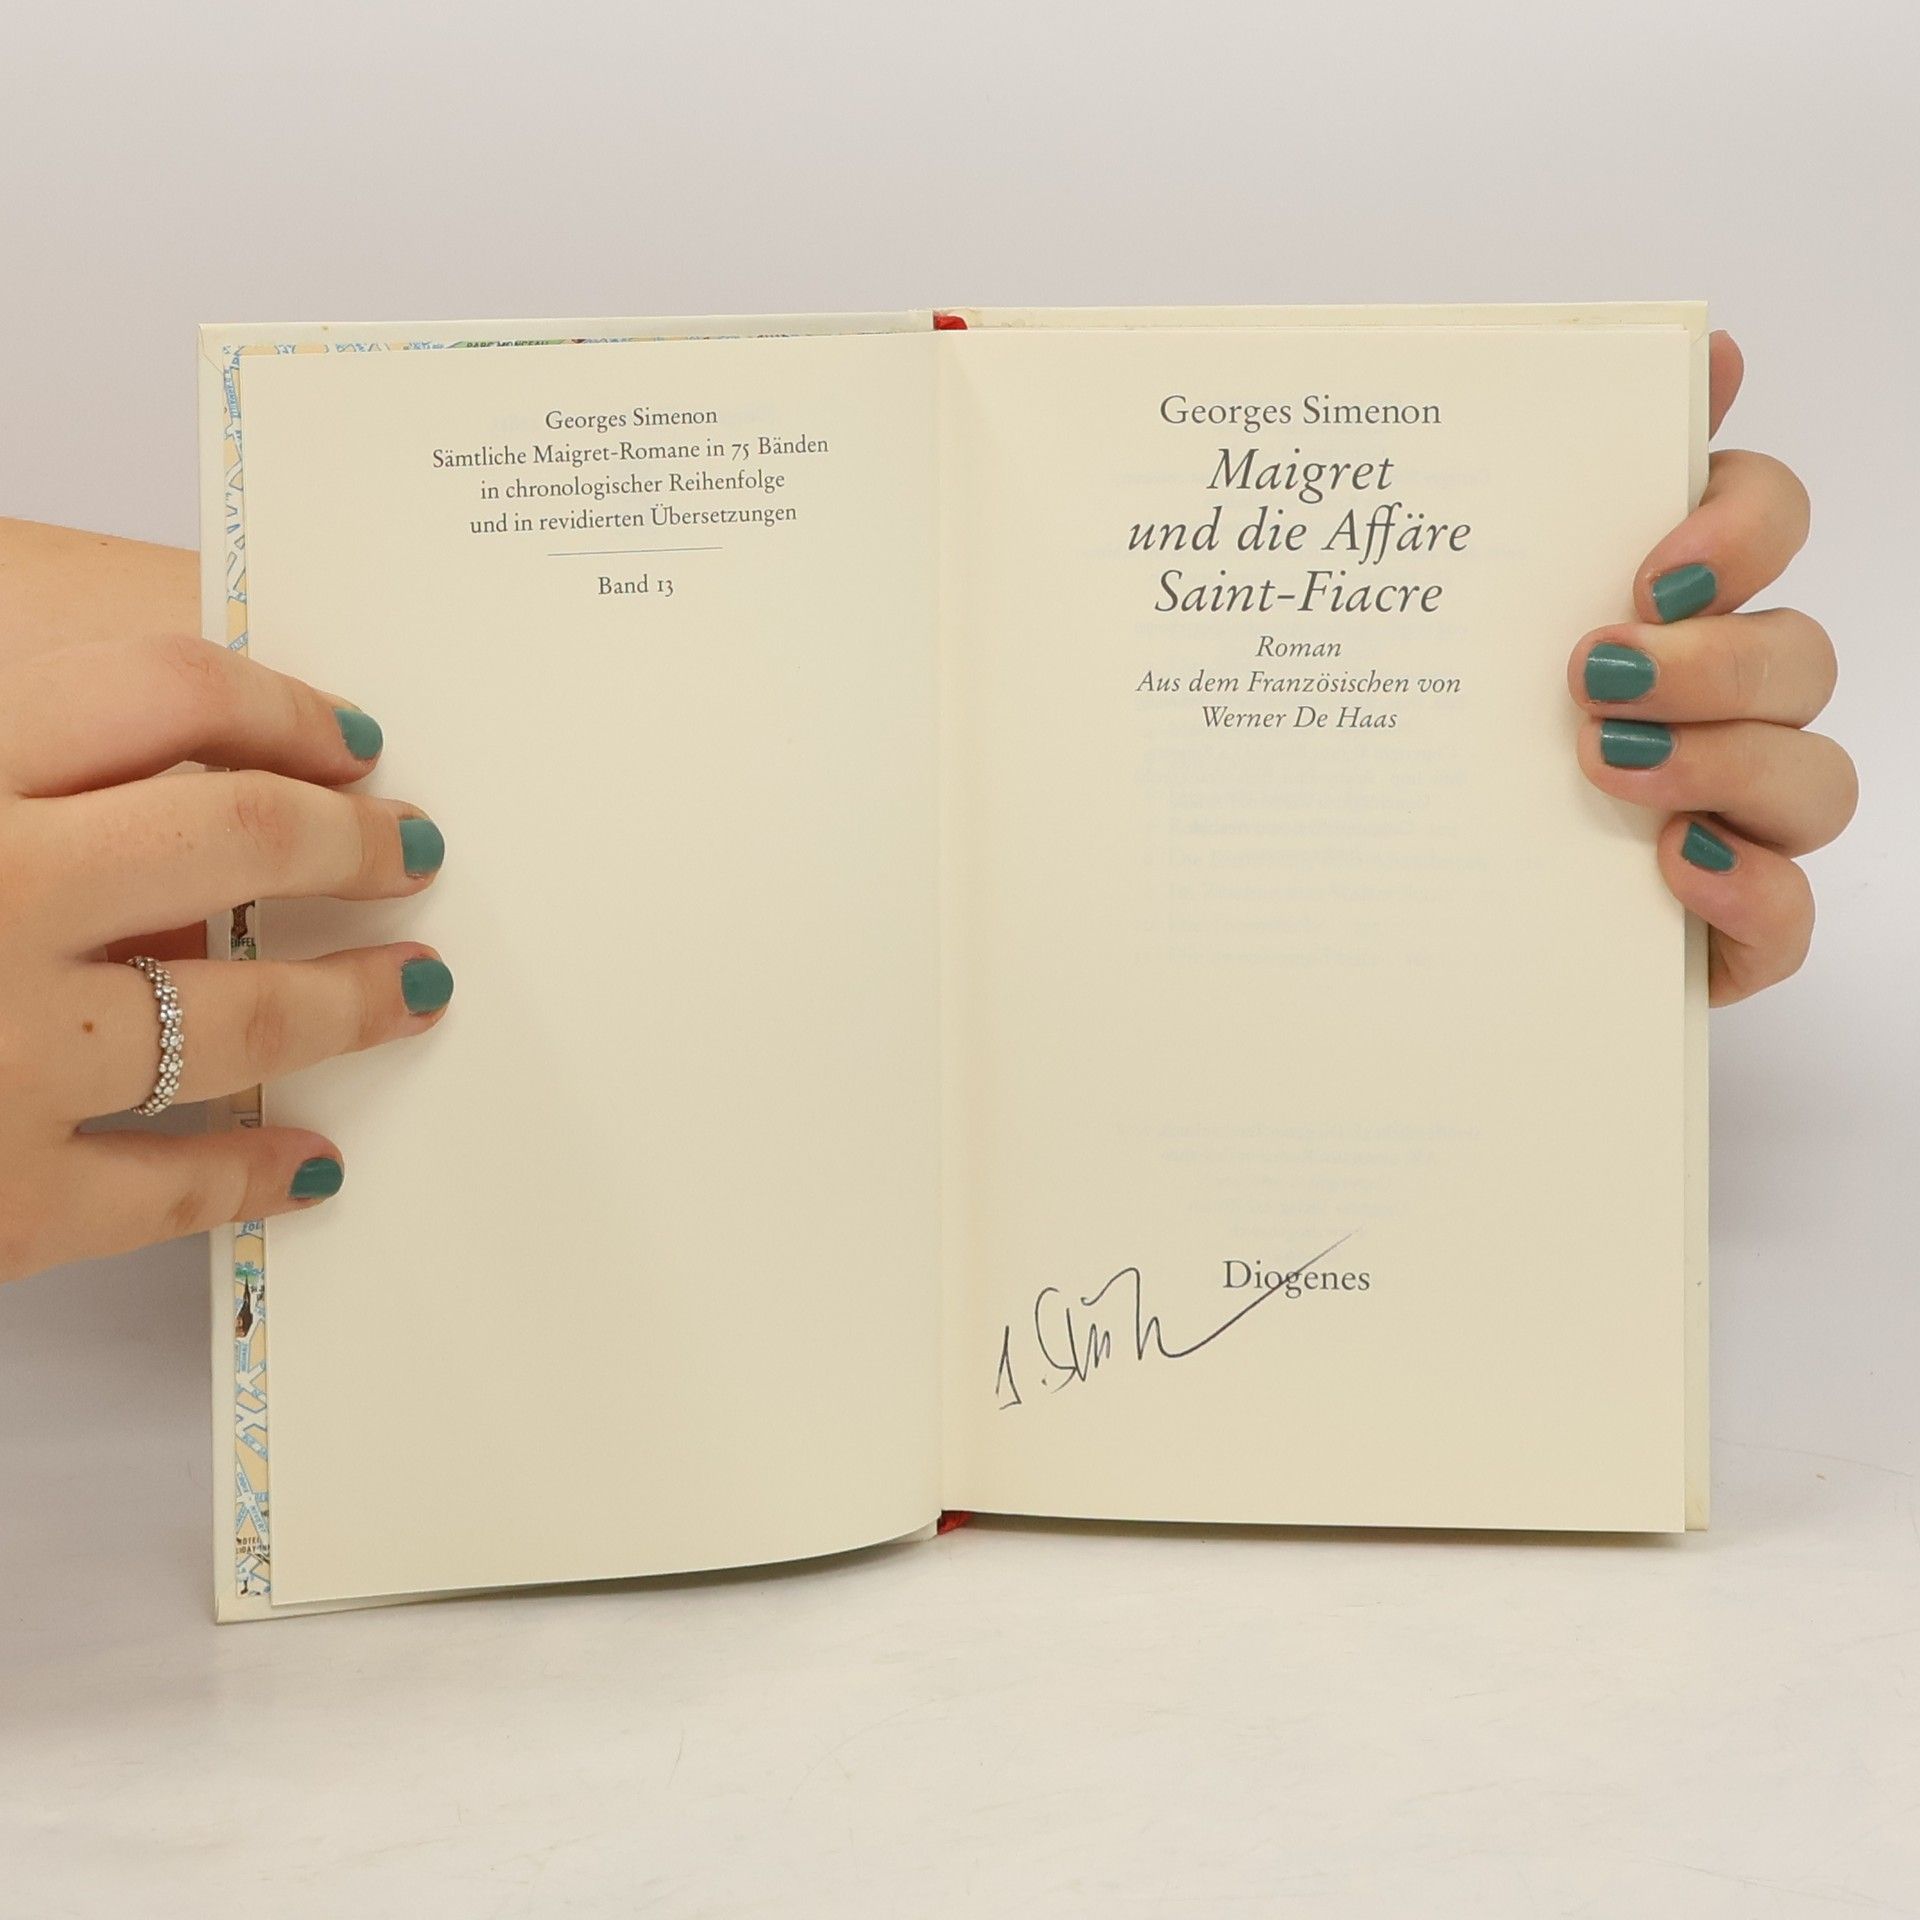 Georges Simenon
Sämtliche Maigret-Romane in 75 Bänden
in chronologischer Reihenfolge
und in revidierten Übersetzungen
Band 13
Georges Simenon
Maigret
und die Affäre
Saint-Fiacre
Roman
Aus dem Französischen von
Werner De Haas
Diogenes